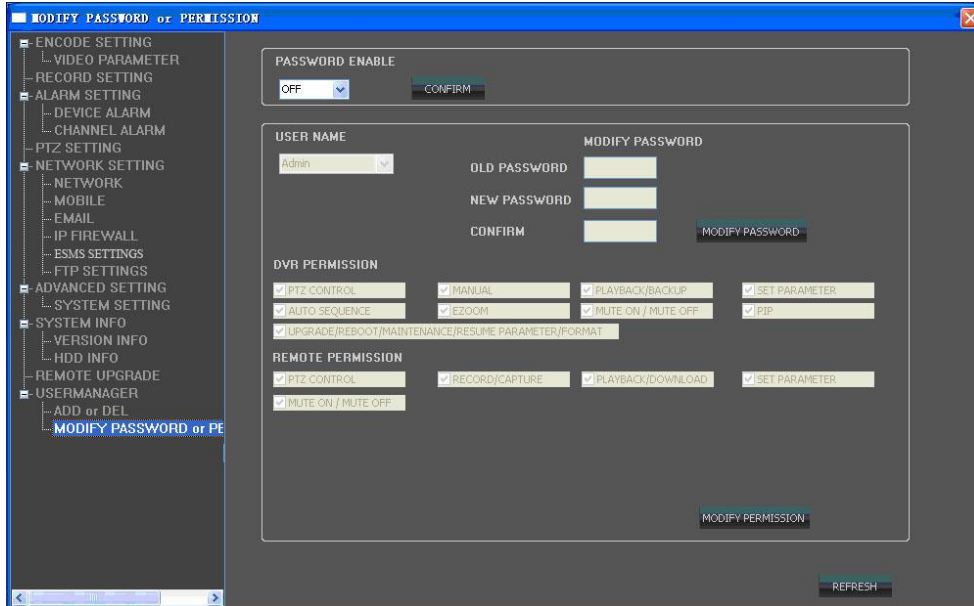 MODIFY PASSWORD or PERMISSION
ENCODE SETTING
VIDEO PARAMETER
RECORD SETTING
ALARM SETTING
DEVICE ALARM
CHANNEL ALARM
PTZ SETTING
NETWORK SETTING
NETWORK
MOBILE
EMAIL
IP FIREWALL
ESMS SETTINGS
FTP SETTINGS
ADVANCED SETTING
SYSTEM SETTING
SYSTEM INFO
VERSION INFO
HDD INFO
REMOTE UPGRADE
USERMANAGER
ADD or DEL
MODIFY PASSWORD or PE
PASSWORD ENABLE
OFF CONFIRM
USER NAME
Admin
MODIFY PASSWORD
OLD PASSWORD
NEW PASSWORD
CONFIRM MODIFY PASSWORD
DVR PERMISSION
PTZ CONTROL MANUAL PLAYBACK/BACKUP SET PARAMETER
AUTO SEQUENCE EZOOM MUTE ON / MUTE OFF PIP
UPGRADE/REBOOT/MAINTENANCE/RESUME PARAMETER/FORMAT
REMOTE PERMISSION
PTZ CONTROL RECORD/CAPTURE PLAYBACK/DOWNLOAD SET PARAMETER
MUTE ON / MUTE OFF
MODIFY PERMISSION
REFRESH